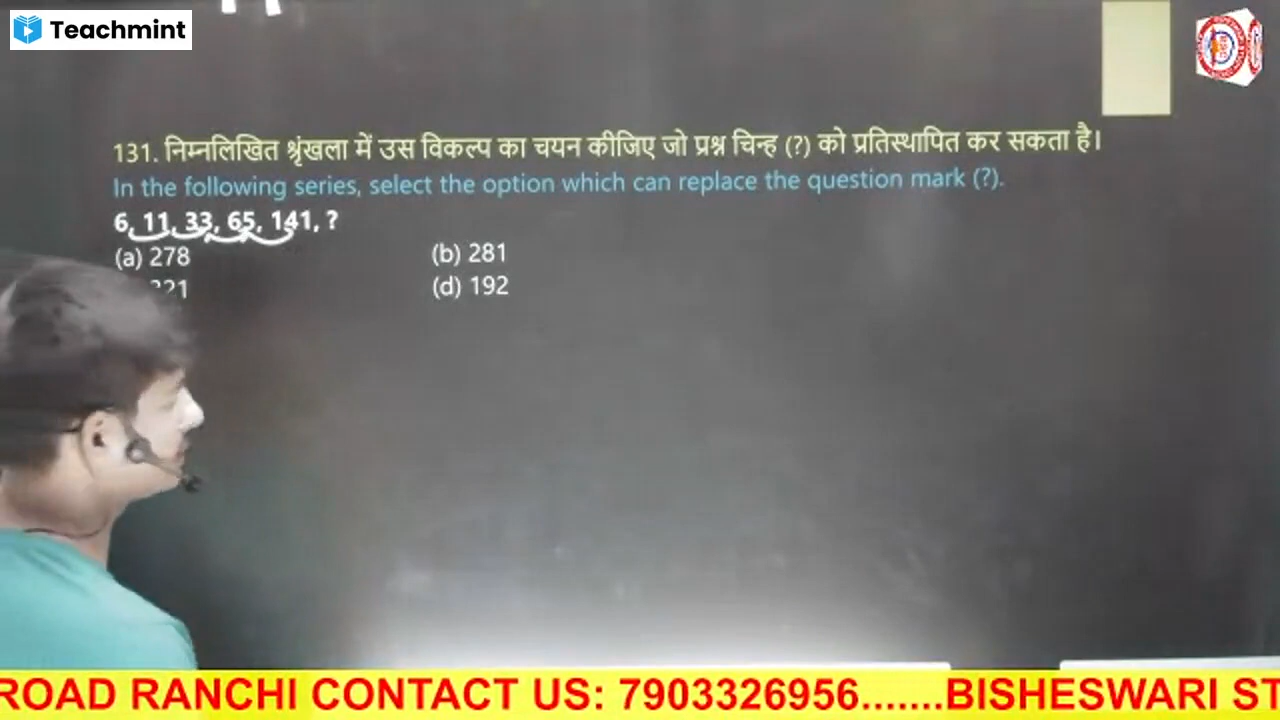 Teachmint
131. निम्नलिखित श्रृंखला में उस विकल्प का चयन कीजिए जो प्रश्न चिन्ह (?) को प्रतिस्थापित कर सकता है।
In the following series, select the option which can replace the question mark (?).
6, 11, 33, 65, 141, ?
(a) 278 (b) 281
321 (d) 192
ROAD RANCHI CONTACT US: 7903326956.......BISHESWARI ST